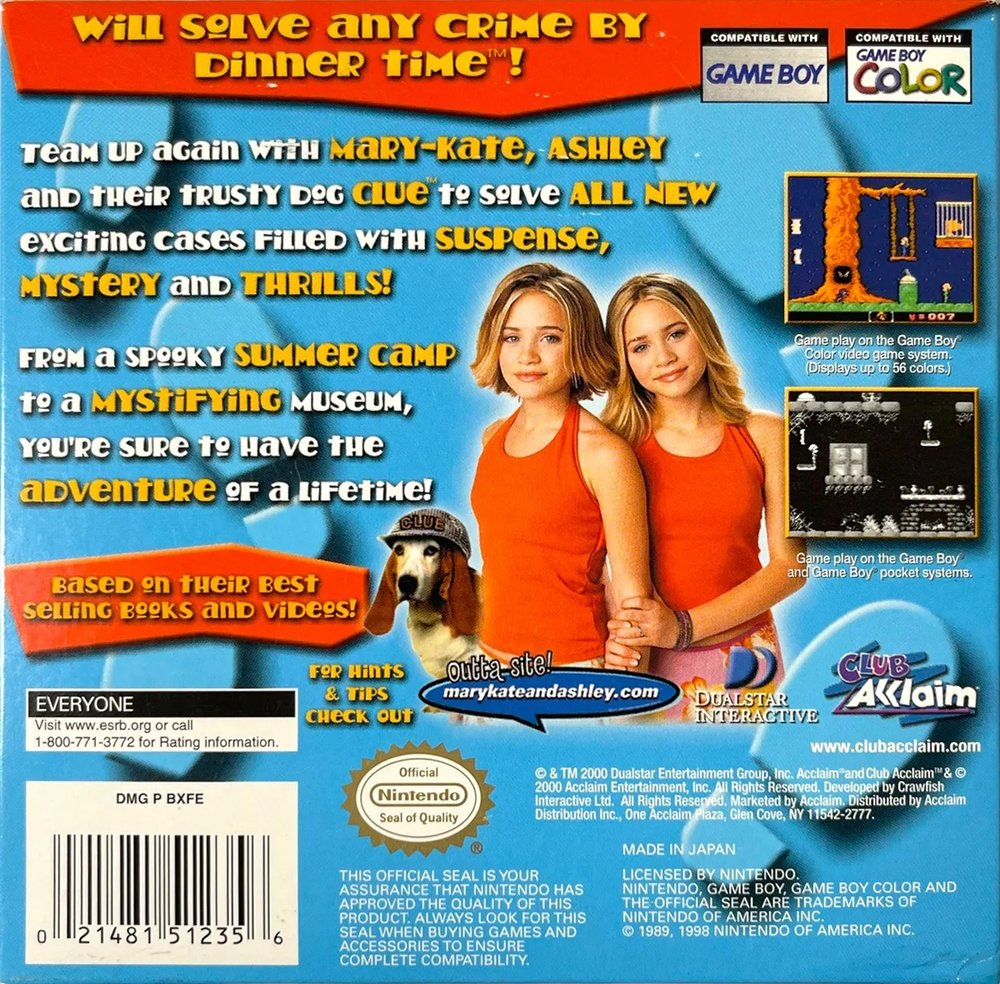 Will Solve any Crime by
Dinner Time™!
COMPATIBLE WITH
GAME BOY
COMPATIBLE WITH
GAME BOY
COLOR
Team up again with Mary-Kate, Ashley
and their trusty dog Clue™ to solve ALL NEW
exciting cases filled with suspense,
mystery and THRILLS!
From a spooky summer camp
to a mystifying museum,
you're sure to have the
adventure of a lifetime!
007
Game play on the Game Boy®
Color video game system.
(Displays up to 56 colors.)
Game play on the Game Boy®
and Game Boy® pocket systems.
CLUE
Based on their best
selling books and videos!
For Hints
& Tips
check out
Outta-site!
marykateandashley.com
DUALSTAR
INTERACTIVE
CLUB
AKKlaim
www.clubacclaim.com
EVERYONE
Visit www.esrb.org or call
1-800-771-3772 for Rating information.
DMG P BXFE
0 21481 51235 6
Official
Nintendo
Seal of Quality
®
© & TM 2000 Dualstar Entertainment Group, Inc. Acclaim® and Club Acclaim™ & ©
2000 Acclaim Entertainment, Inc. All Rights Reserved. Developed by Crawfish
Interactive Ltd. All Rights Reserved. Marketed by Acclaim. Distributed by Acclaim
Distribution Inc., One Acclaim Plaza, Glen Cove, NY 11542-2777.
THIS OFFICIAL SEAL IS YOUR
ASSURANCE THAT NINTENDO HAS
APPROVED THE QUALITY OF THIS
PRODUCT. ALWAYS LOOK FOR THIS
SEAL WHEN BUYING GAMES AND
ACCESSORIES TO ENSURE
COMPLETE COMPATIBILITY.
MADE IN JAPAN
LICENSED BY NINTENDO.
NINTENDO, GAME BOY, GAME BOY COLOR AND
THE OFFICIAL SEAL ARE TRADEMARKS OF
NINTENDO OF AMERICA INC.
© 1989, 1998 NINTENDO OF AMERICA INC.